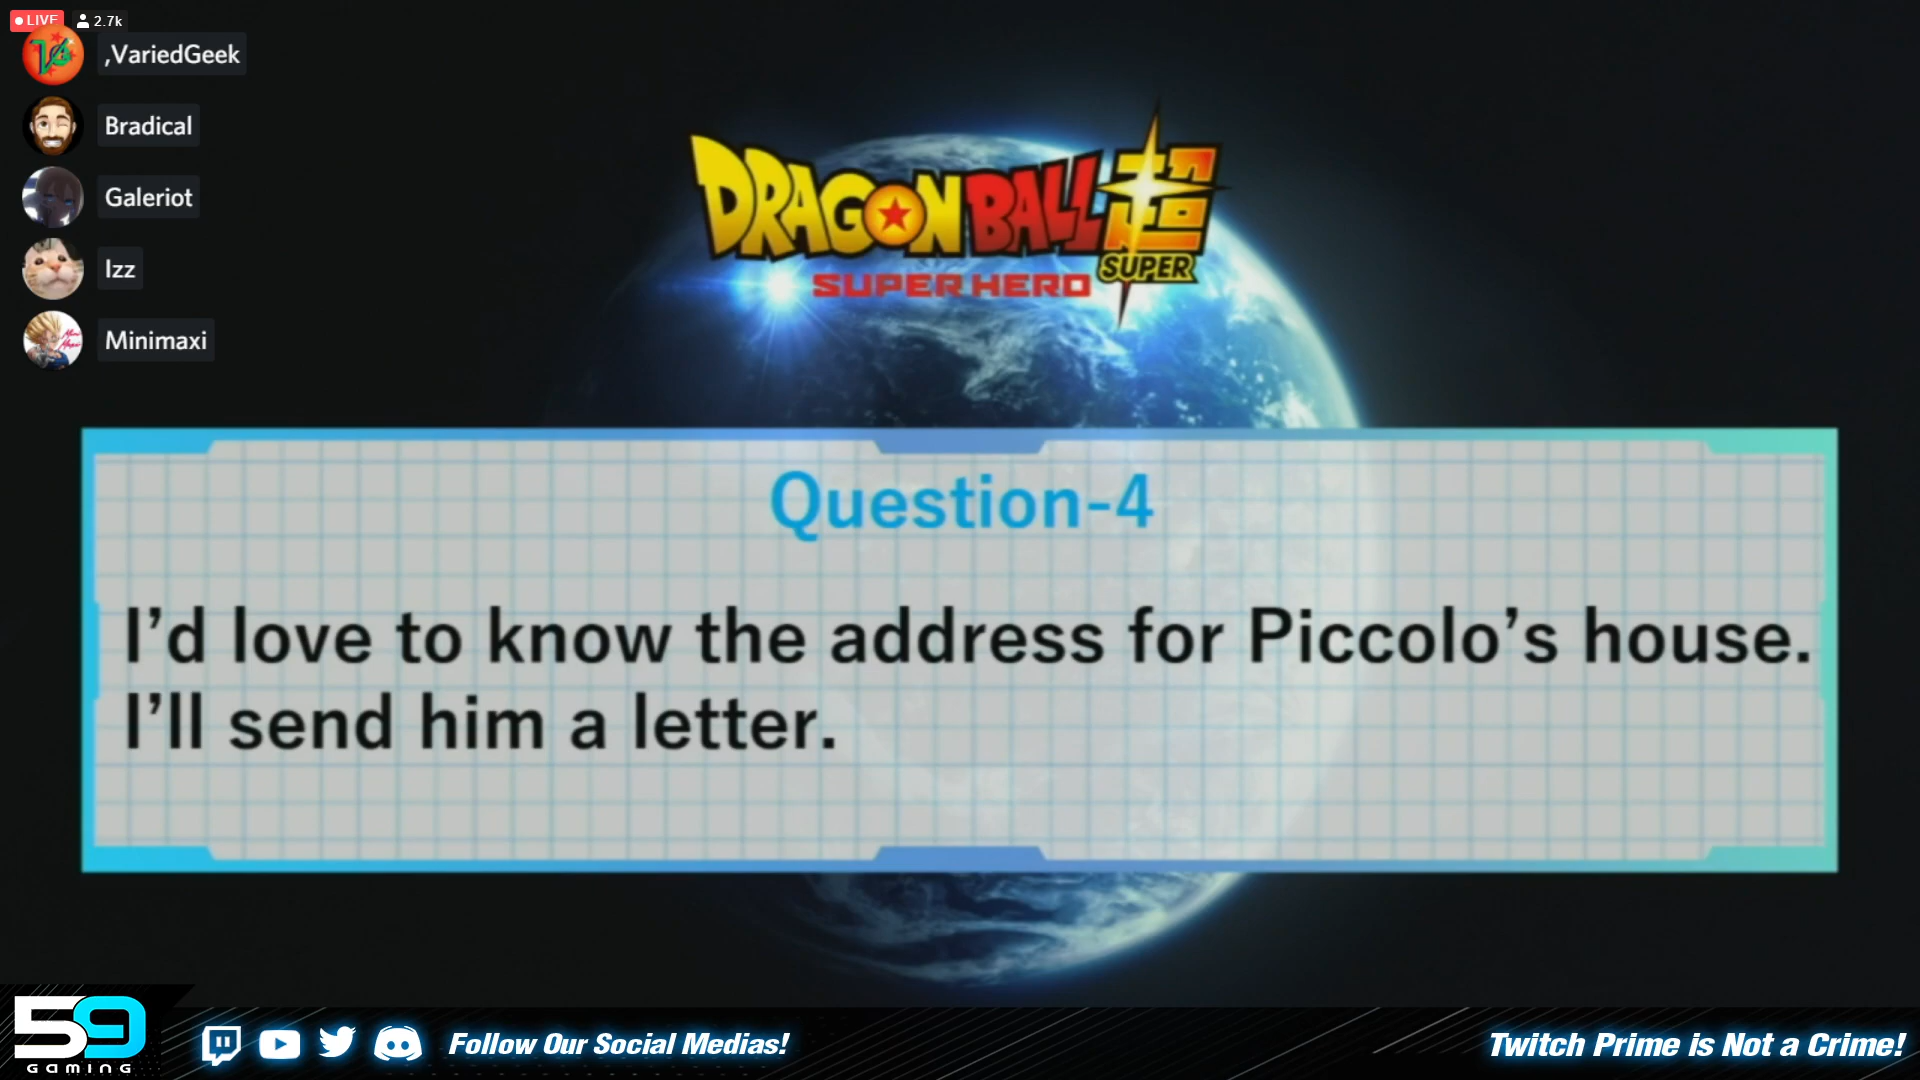 LIVE 2.7k
,VariedGeek
Bradical
Galeriot
Izz
Minimaxi
DRAGON BALL 超
SUPER
SUPER HERO
Question-4
I’d love to know the address for Piccolo’s house.
I’ll send him a letter.
59
GAMING
Follow Our Social Medias!
Twitch Prime is Not a Crime!